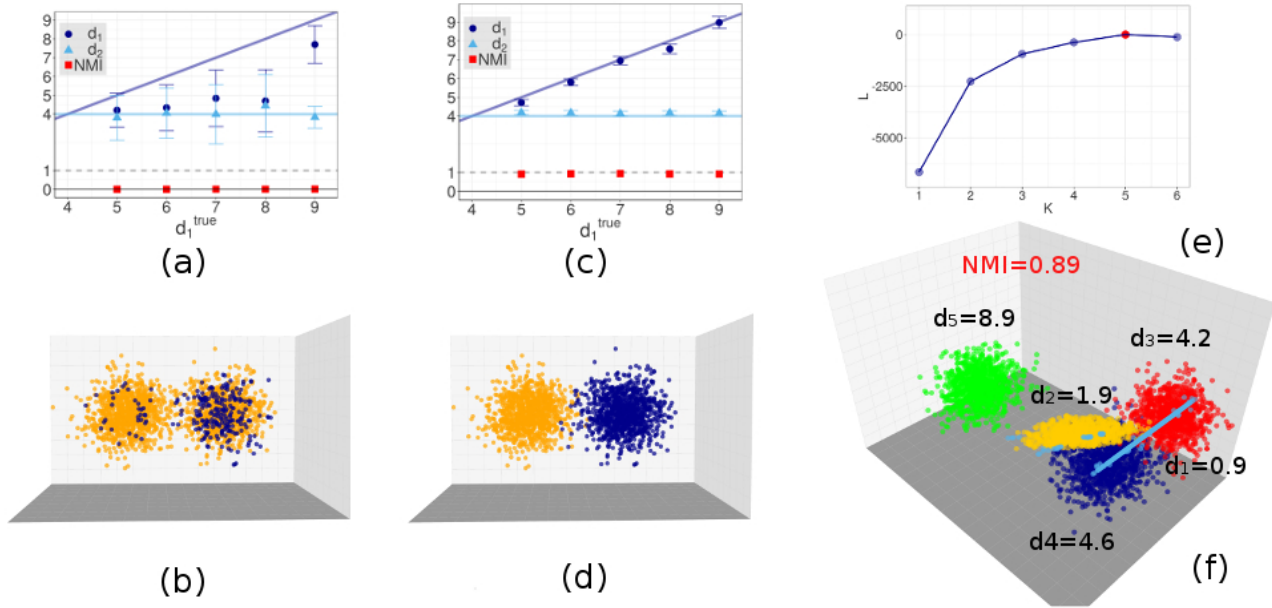 9
8
7
6
5
4
1
0
d₁
d₂
NMI
4 5 6 7 8 9
d₁ᵗʳᵘᵉ
(a)
9
8
7
6
5
4
1
0
d₁
d₂
NMI
4 5 6 7 8 9
d₁ᵗʳᵘᵉ
(c)
0
-2500
-5000
L
1 2 3 4 5 6
K
(e)
(b)
(d)
NMI=0.89
d₅=8.9
d₃=4.2
d₂=1.9
d₁=0.9
d4=4.6
(f)